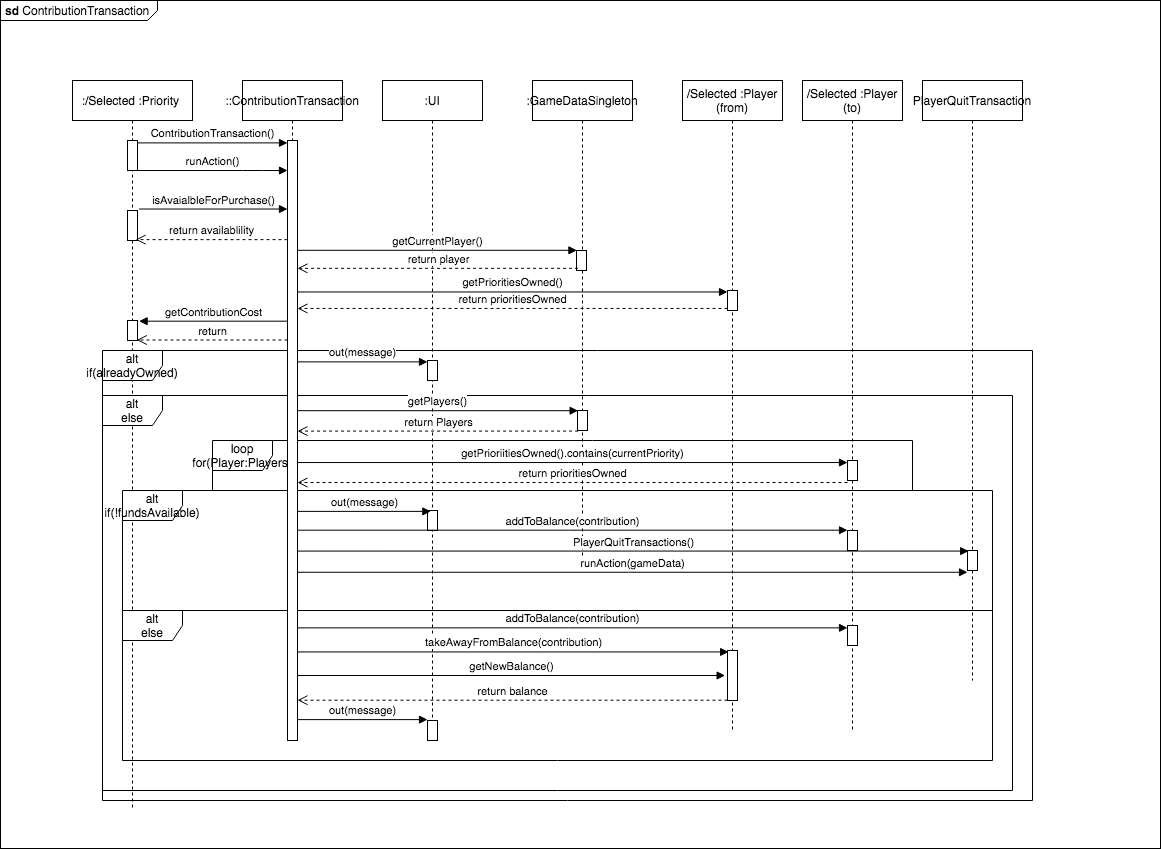 sd ContributionTransaction
:/Selected :Priority
::ContributionTransaction
:UI
:GameDataSingleton
/Selected :Player
(from)
/Selected :Player
(to)
PlayerQuitTransaction
ContributionTransaction()
runAction()
isAvaialbleForPurchase()
return availablility
getCurrentPlayer()
return player
getPrioritiesOwned()
return prioritiesOwned
getContributionCost
return
alt
if(alreadyOwned)
out(message)
alt
else
getPlayers()
return Players
loop
for(Player:Players
getPrioriitiesOwned().contains(currentPriority)
return prioritiesOwned
alt
if(!fundsAvailable)
out(message)
addToBalance(contribution)
PlayerQuitTransactions()
runAction(gameData)
alt
else
addToBalance(contribution)
takeAwayFromBalance(contribution)
getNewBalance()
return balance
out(message)